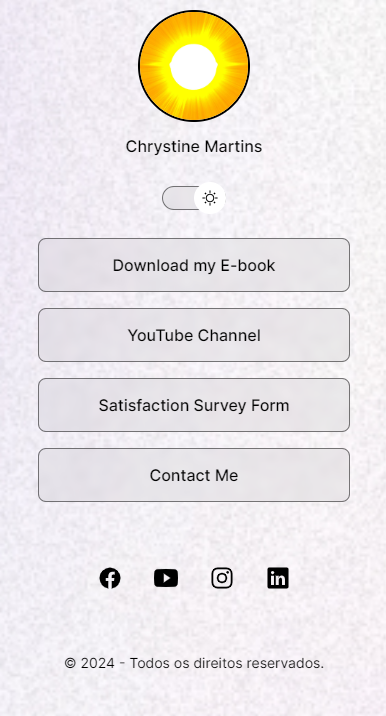 Chrystine Martins
Download my E-book
YouTube Channel
Satisfaction Survey Form
Contact Me
© 2024 - Todos os direitos reservados.